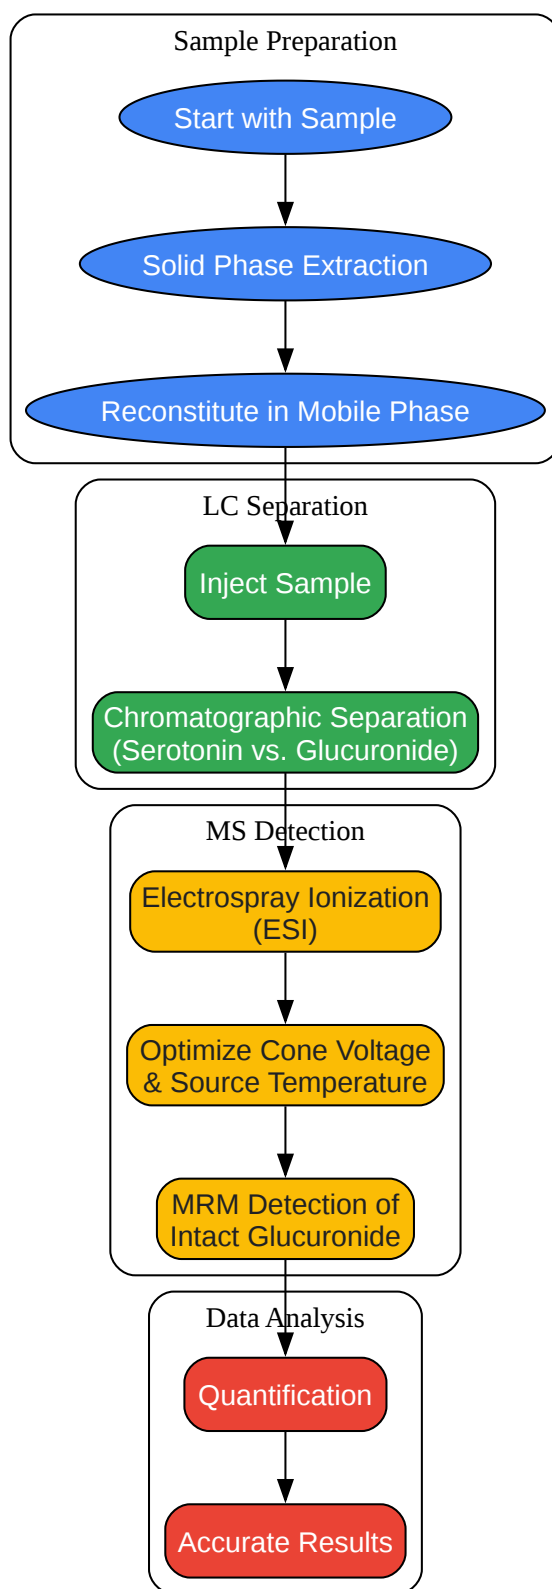 Sample Preparation
Start with Sample
Solid Phase Extraction
Reconstitute in Mobile Phase
LC Separation
Inject Sample
Chromatographic Separation
(Serotonin vs. Glucuronide)
MS Detection
Electrospray Ionization
(ESI)
Optimize Cone Voltage
& Source Temperature
MRM Detection of
Intact Glucuronide
Data Analysis
Quantification
Accurate Results